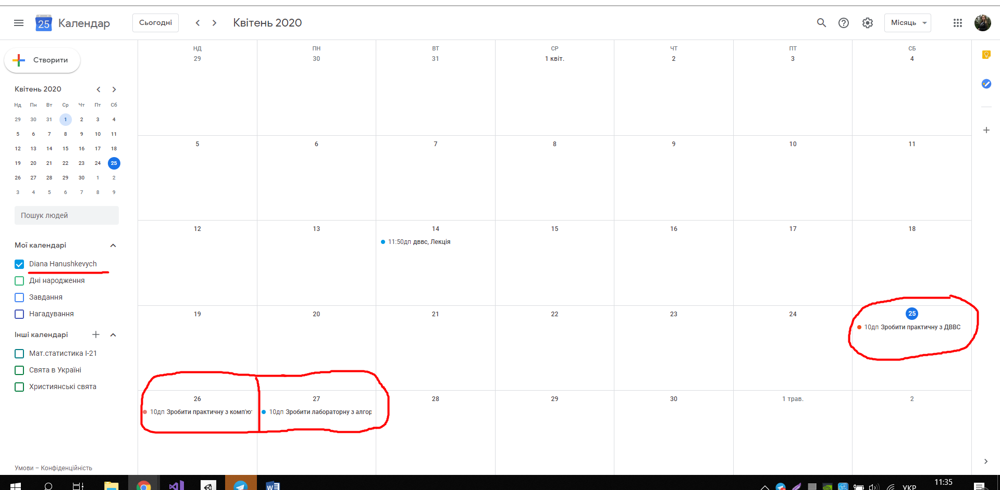 25 Календар Сьогодні Квітень 2020 Місяць
Створити
Квітень 2020
Нд Пн Вт Ср Чт Пт Сб
29 30 31 1 2 3 4
5 6 7 8 9 10 11
12 13 14 15 16 17 18
19 20 21 22 23 24 25
26 27 28 29 30 1 2
3 4 5 6 7 8 9
Пошук людей
Мої календарі
Diana Hanushkevych
Дні народження
Завдання
Нагадування
Інші календарі
Мат.статистика І-21
Свята в Україні
Християнські свята
Умови – Конфіденційність
НД ПН ВТ СР ЧТ ПТ СБ
29 30 31 1 квіт. 2 3 4
5 6 7 8 9 10 11
12 13 14 15 16 17 18
11:50дп дввс, Лекція
19 20 21 22 23 24 25
10дп Зробити практичну з ДВВС
26 27 28 29 30 1 трав. 2
10дп Зробити практичну з комп'ю 10дп Зробити лабораторну з алгор
УКР 11:35